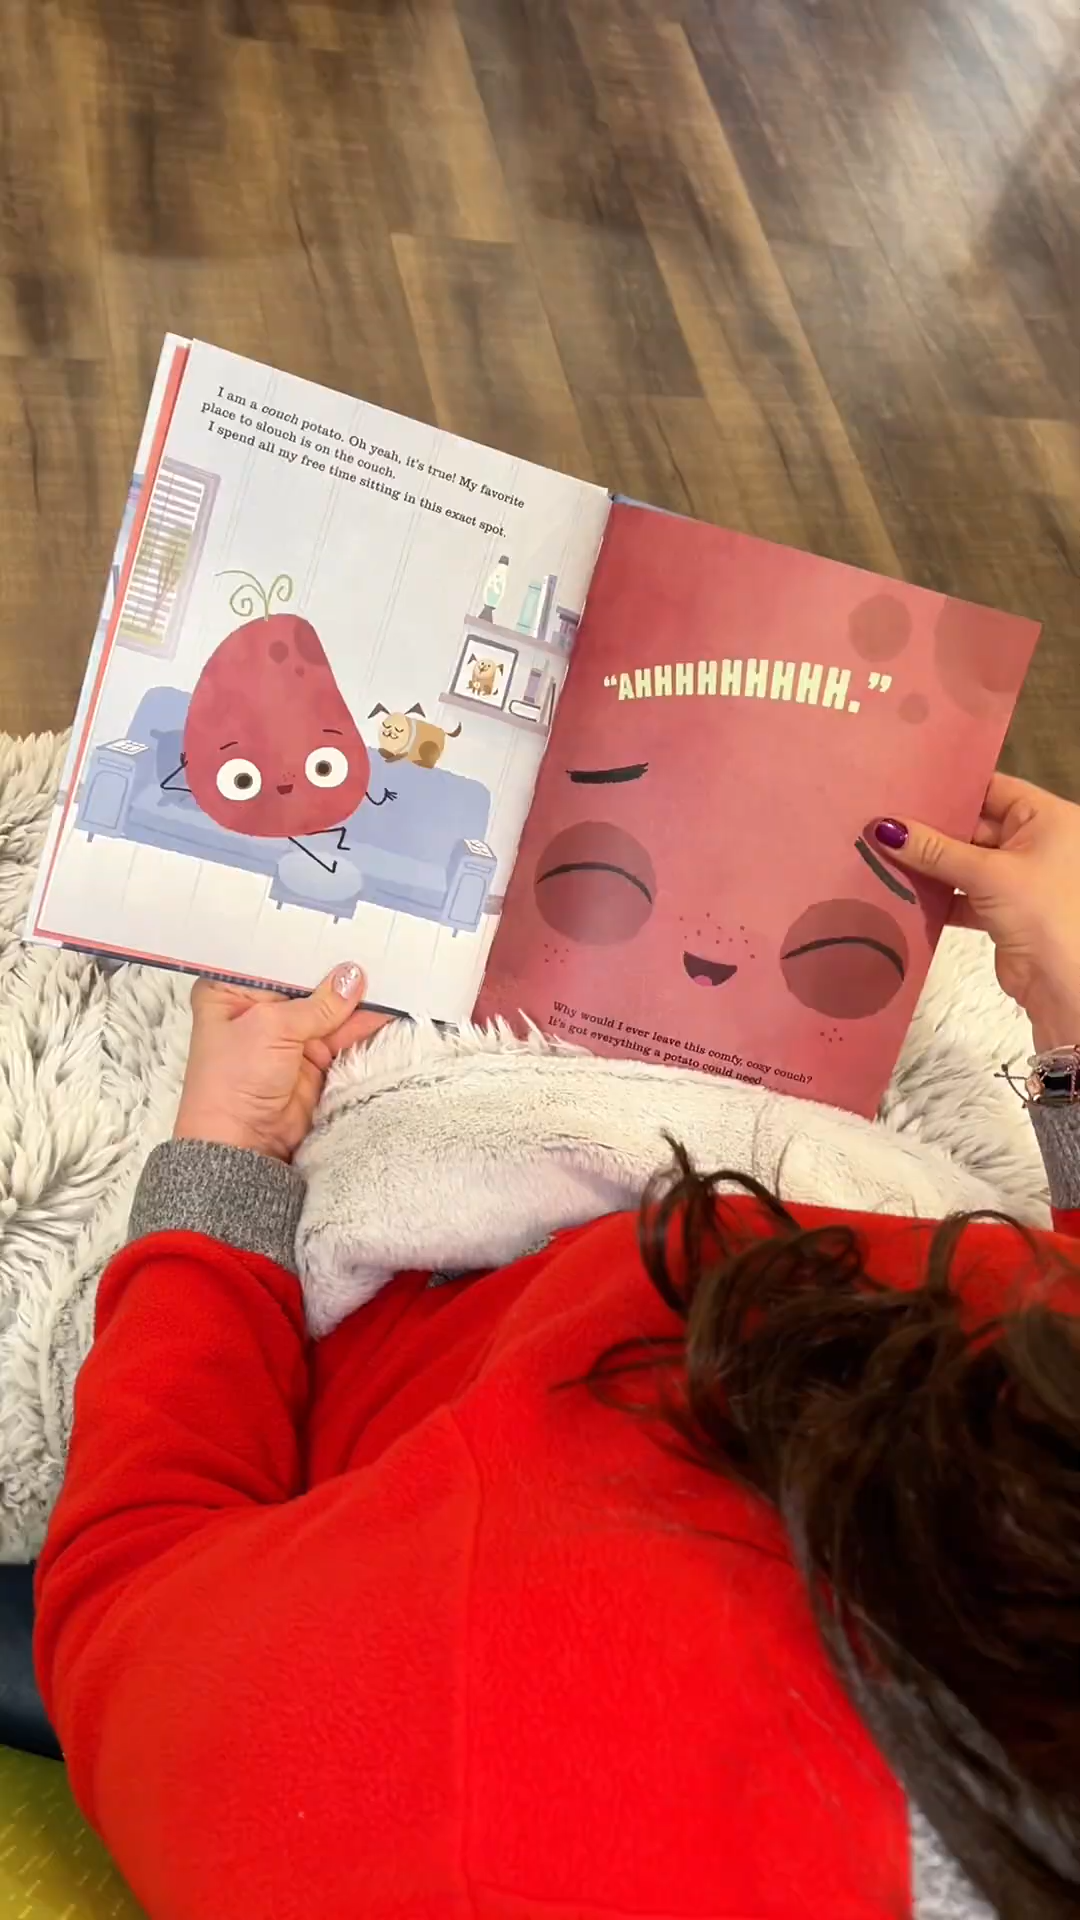 I am a couch potato. Oh yeah, it's true! My favorite
place to slouch is on the couch.
I spend all my free time sitting in this exact spot.
“AHHHHHHHHH.”
Why would I ever leave this comfy, cozy couch?
It's got everything a potato could need